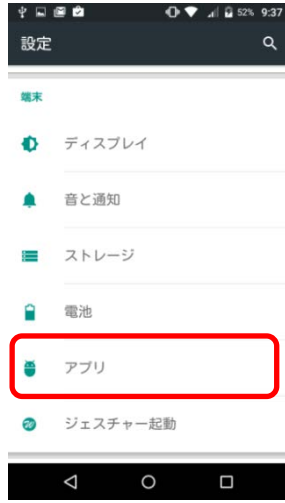 52% 9:37
設定
端末
ディスプレイ
音と通知
ストレージ
電池
アプリ
ジェスチャー起動